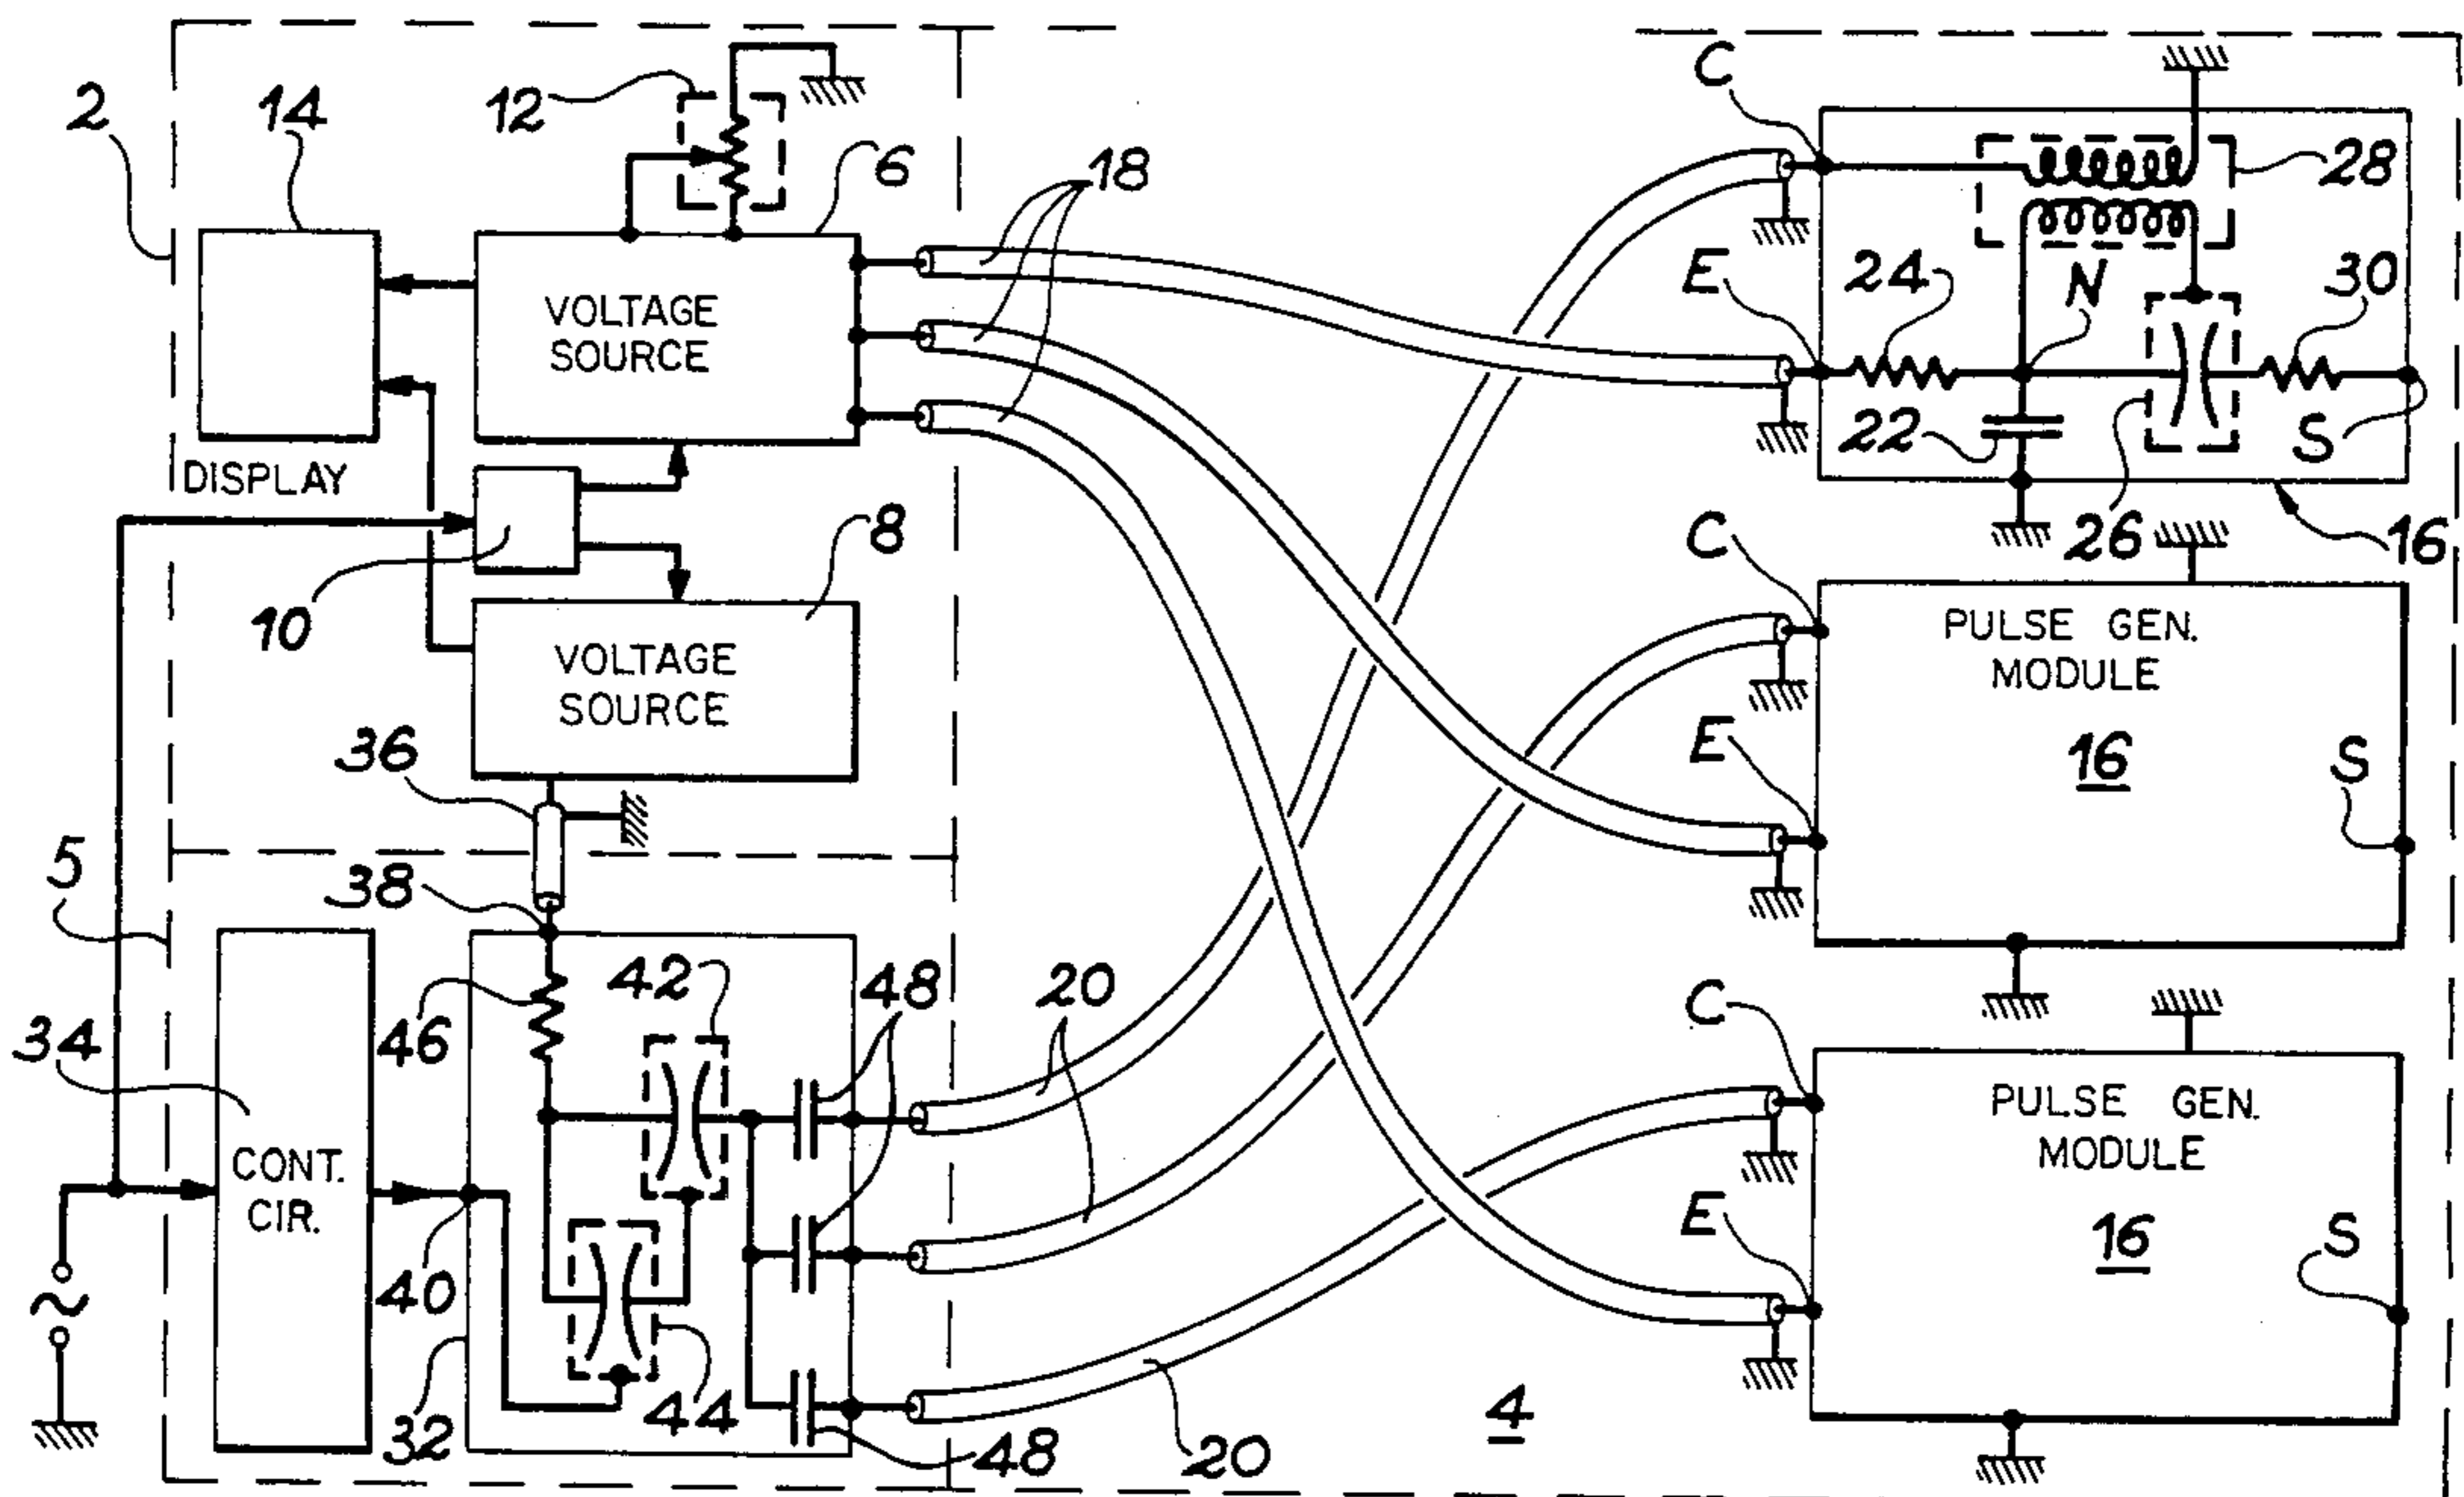 2
14
12
6
18
C
28
E
24
N
30
VOLTAGE
SOURCE
22
S
DISPLAY
26
16
10
8
C
PULSE GEN.
MODULE
16
VOLTAGE
SOURCE
36
E
S
5
38
42
48
20
C
34
46
PULSE GEN.
MODULE
16
CONT.
CIR.
E
S
40
~
44
32
48
20
4